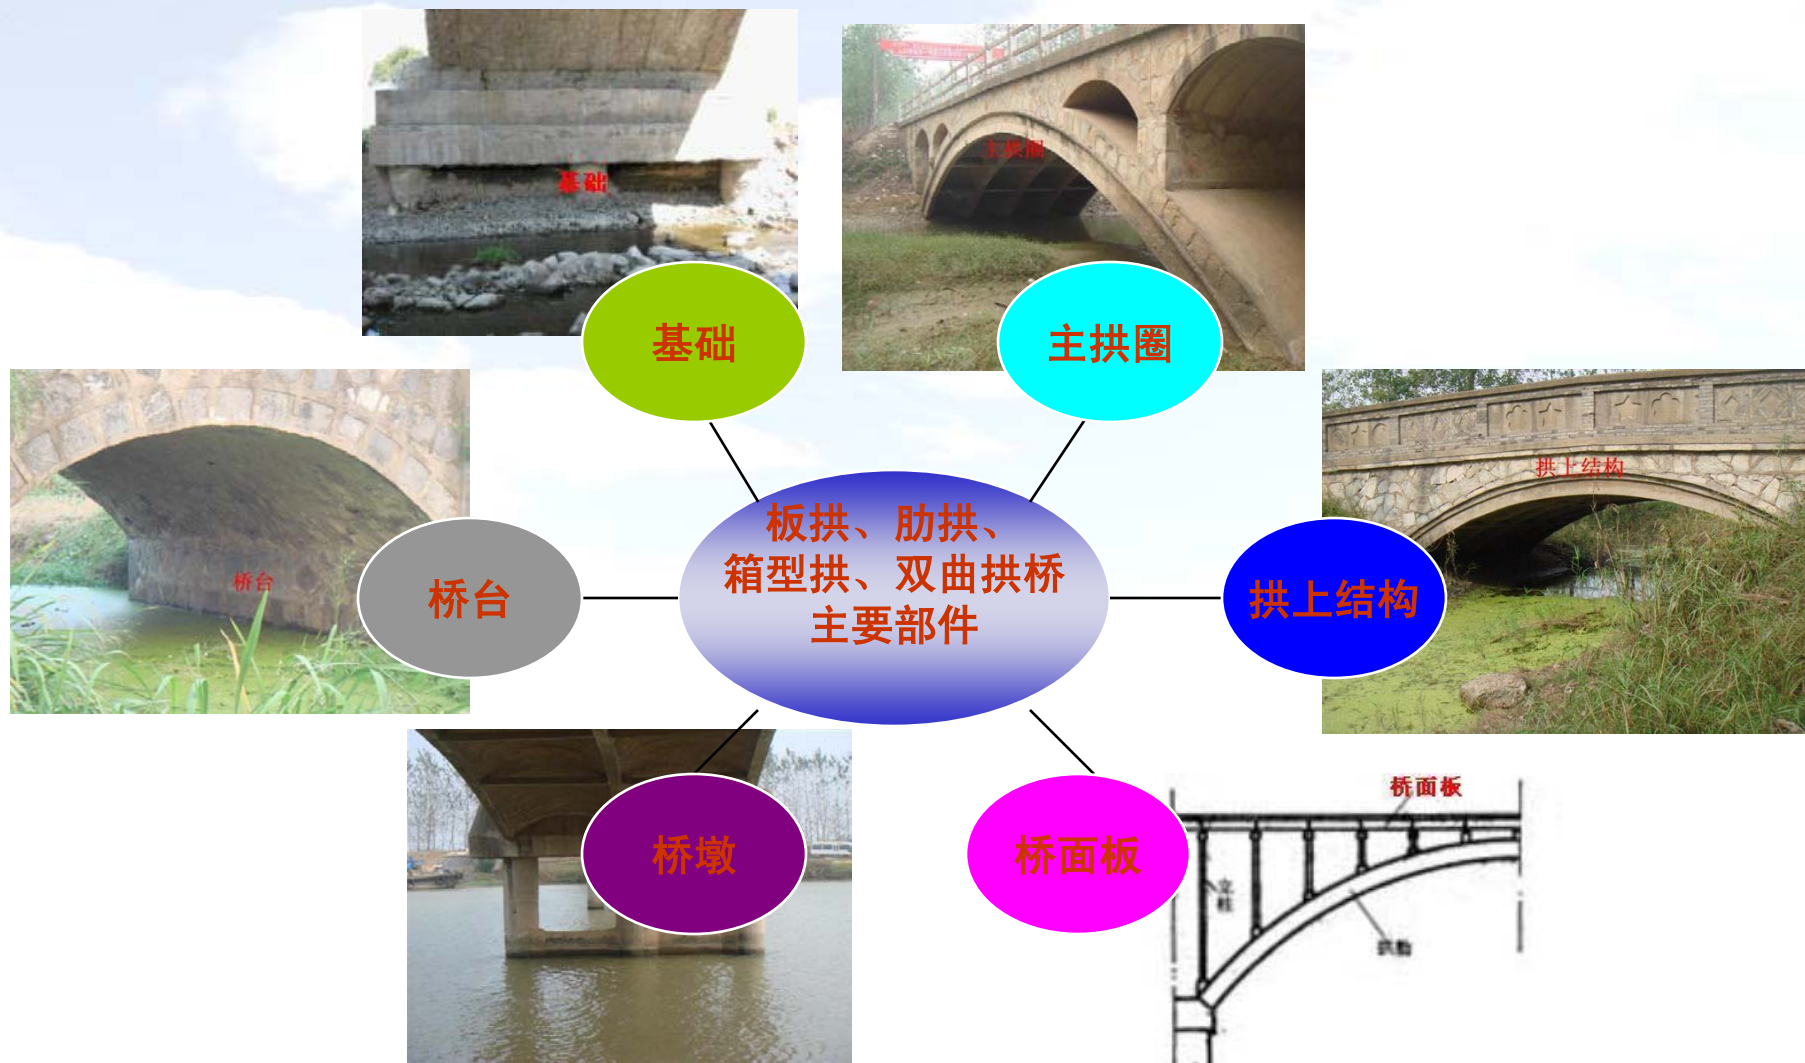 基础
主拱圈
基础
主拱圈
拱上结构
桥台
板拱、肋拱、
箱型拱、双曲拱桥
主要部件
桥台
拱上结构
桥面板
桥墩
桥面板
立柱
拱肋